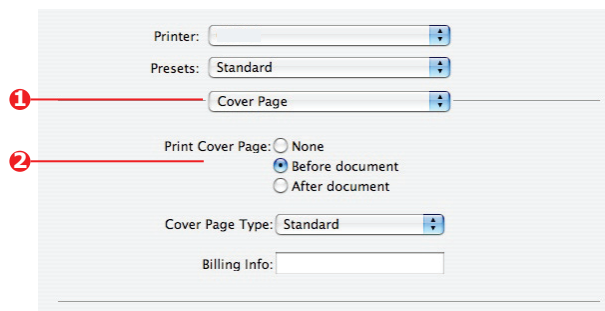 Printer:
Presets: Standard
1 Cover Page
Print Cover Page: None
2 Before document
After document
Cover Page Type: Standard
Billing Info: